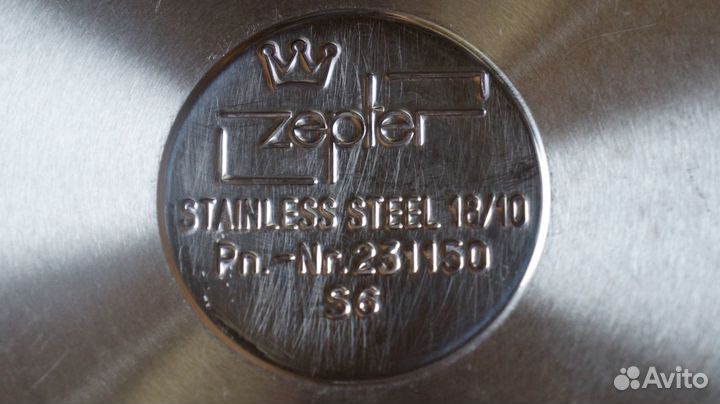 zepter
STAINLESS STEEL 18/10
Pn.-Nr.231150
S6
Avito